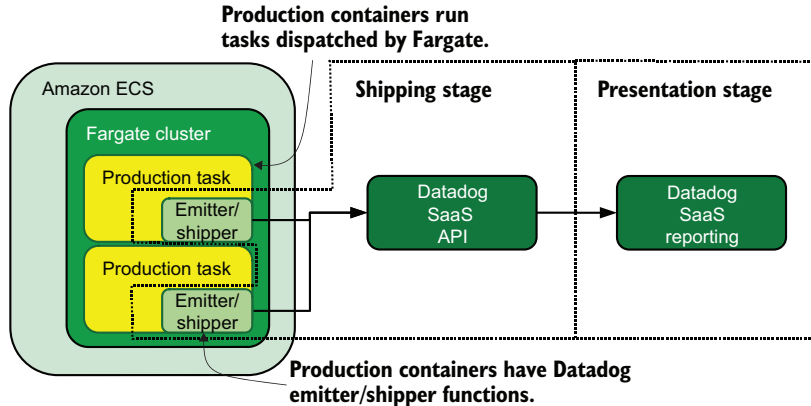 Production containers run
tasks dispatched by Fargate.
Amazon ECS
Shipping stage
Presentation stage
Fargate cluster
Production task
Emitter/
shipper
Datadog
SaaS
API
Datadog
SaaS
reporting
Production task
Emitter/
shipper
Production containers have Datadog
emitter/shipper functions.